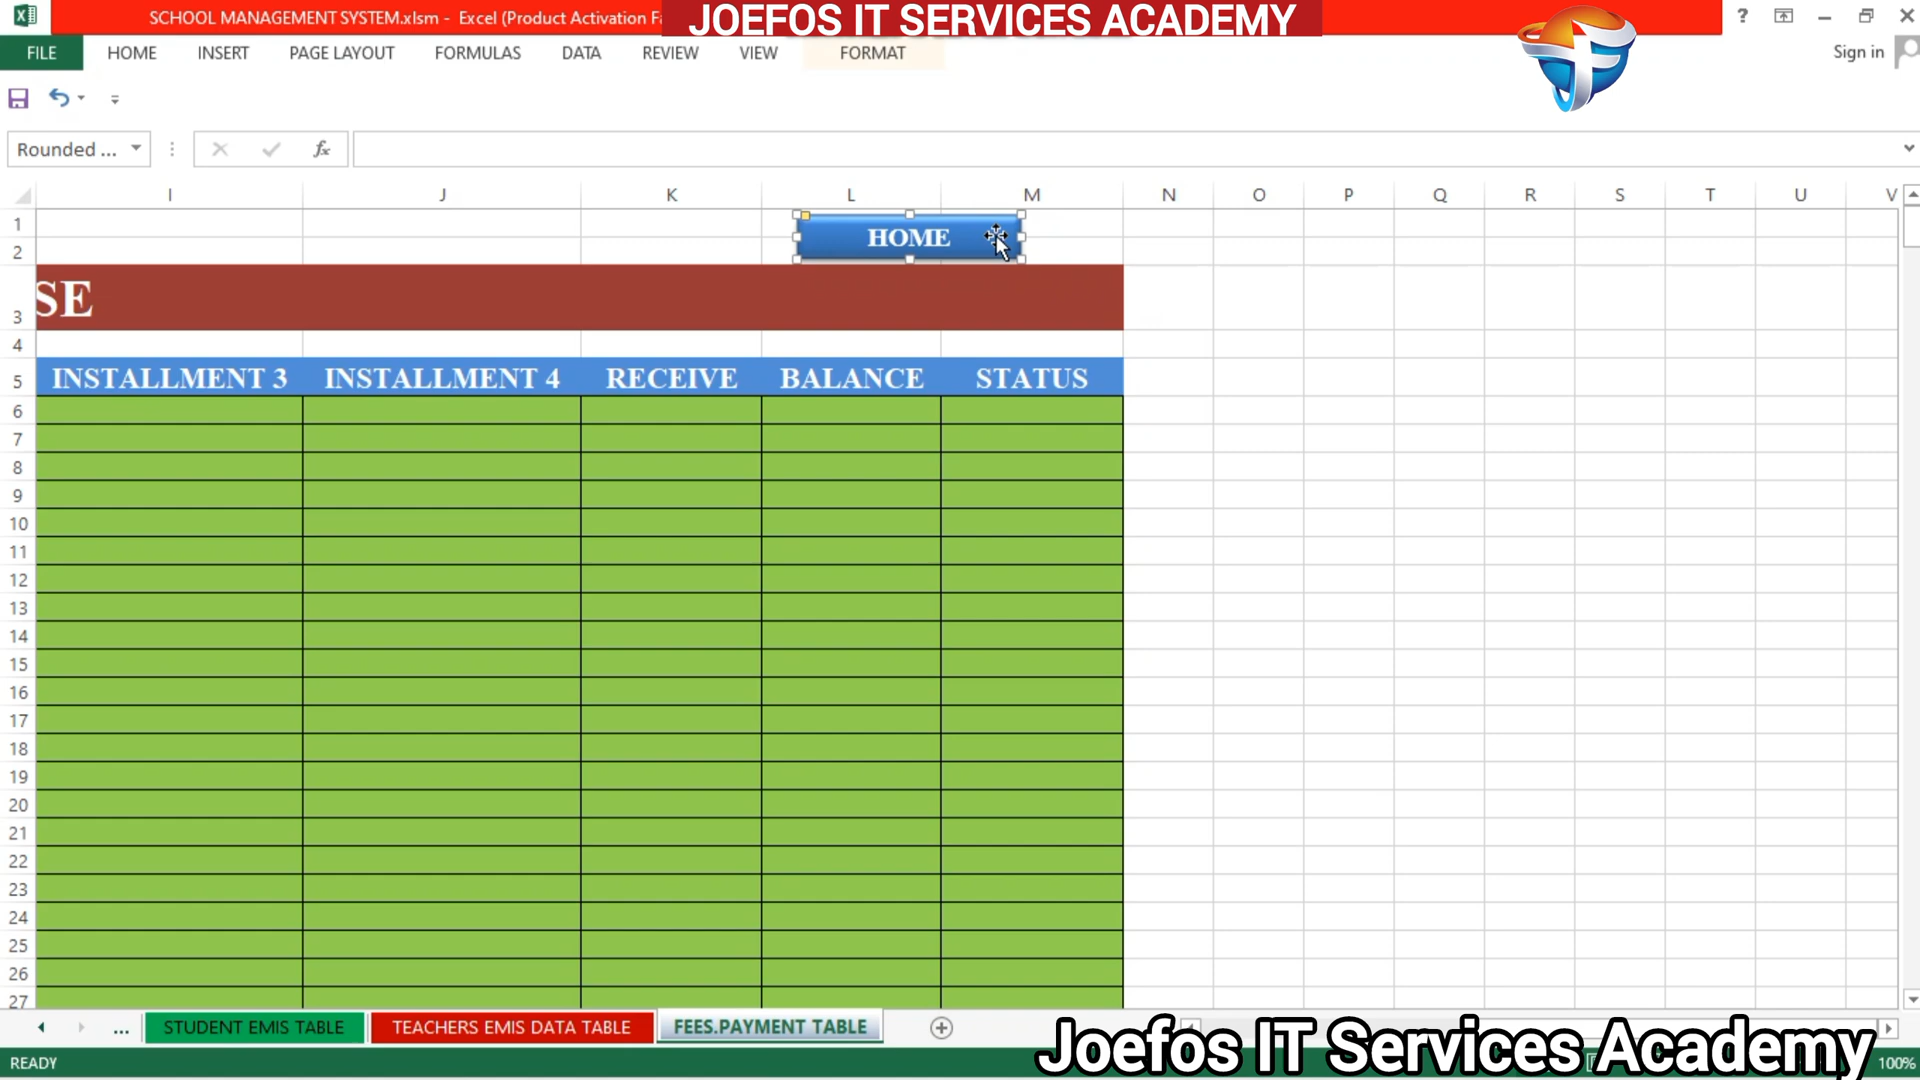 SCHOOL MANAGEMENT SYSTEM.xlsm - Excel (Product Activation Fa
JOEFOS IT SERVICES ACADEMY
?
FILE HOME INSERT PAGE LAYOUT FORMULAS DATA REVIEW VIEW FORMAT Sign in
Rounded ... fx
I J K L M N O P Q R S T U V
1
HOME
2
SE
3
4
5 INSTALLMENT 3 INSTALLMENT 4 RECEIVE BALANCE STATUS
6
7
8
9
10
11
12
13
14
15
16
17
18
19
20
21
22
23
24
25
26
27
... STUDENT EMIS TABLE TEACHERS EMIS DATA TABLE FEES.PAYMENT TABLE
Joefos IT Services Academy
READY 100%